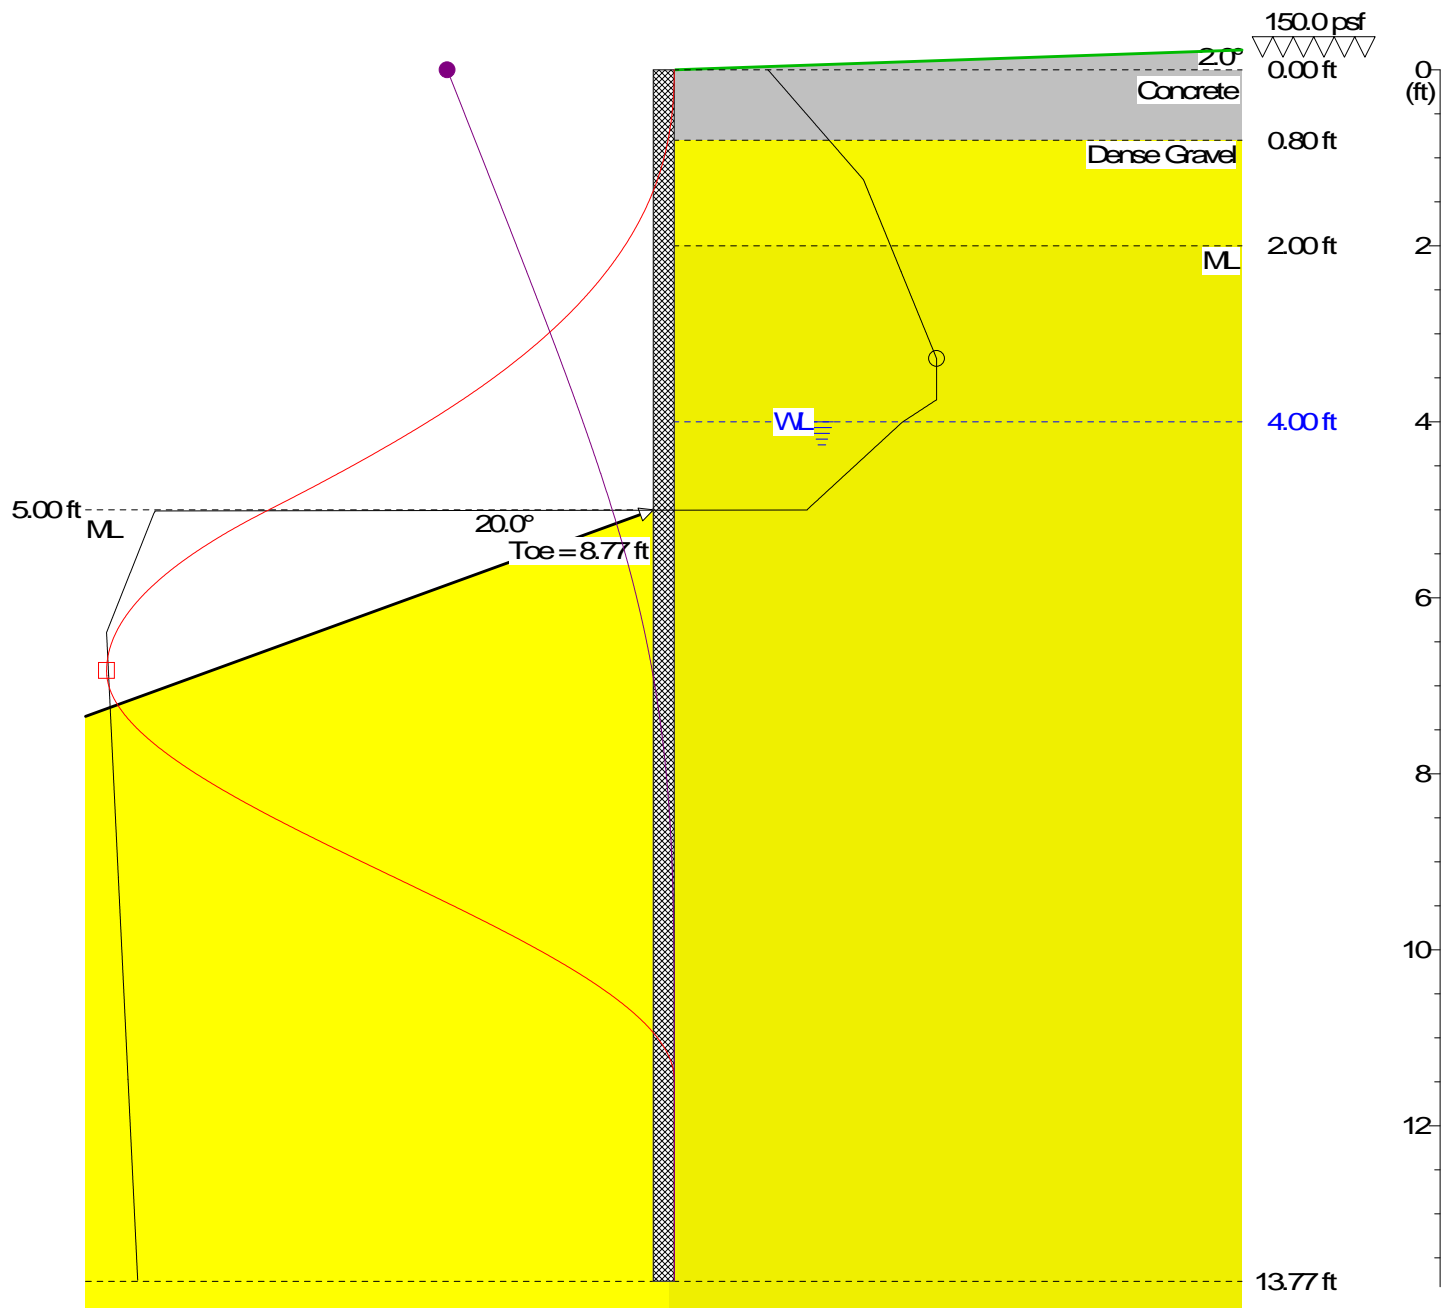 150.0 psf
2.0°
0.00 ft
0
(ft)
Concrete
0.80 ft
Dense Gravel
2.00 ft
2
ML
WL
4.00 ft
4
5.00 ft
ML
20.0°
Toe = 8.77 ft
6
8
10
12
13.77 ft